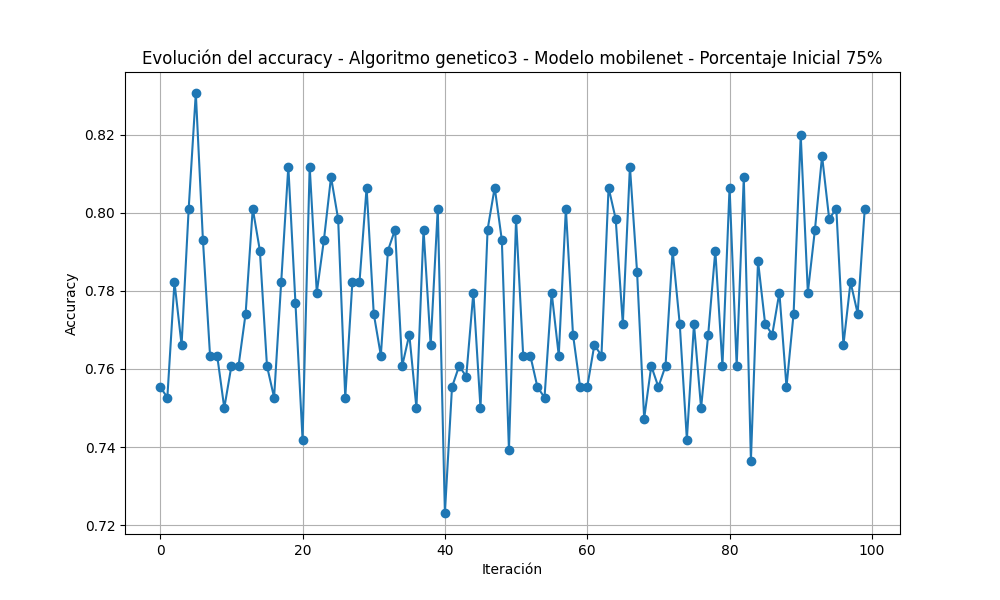 Evolución del accuracy - Algoritmo genetico3 - Modelo mobilenet - Porcentaje Inicial 75%
0.82
0.80
0.78
0.76
0.74
0.72
Accuracy
0 20 40 60 80 100
Iteración